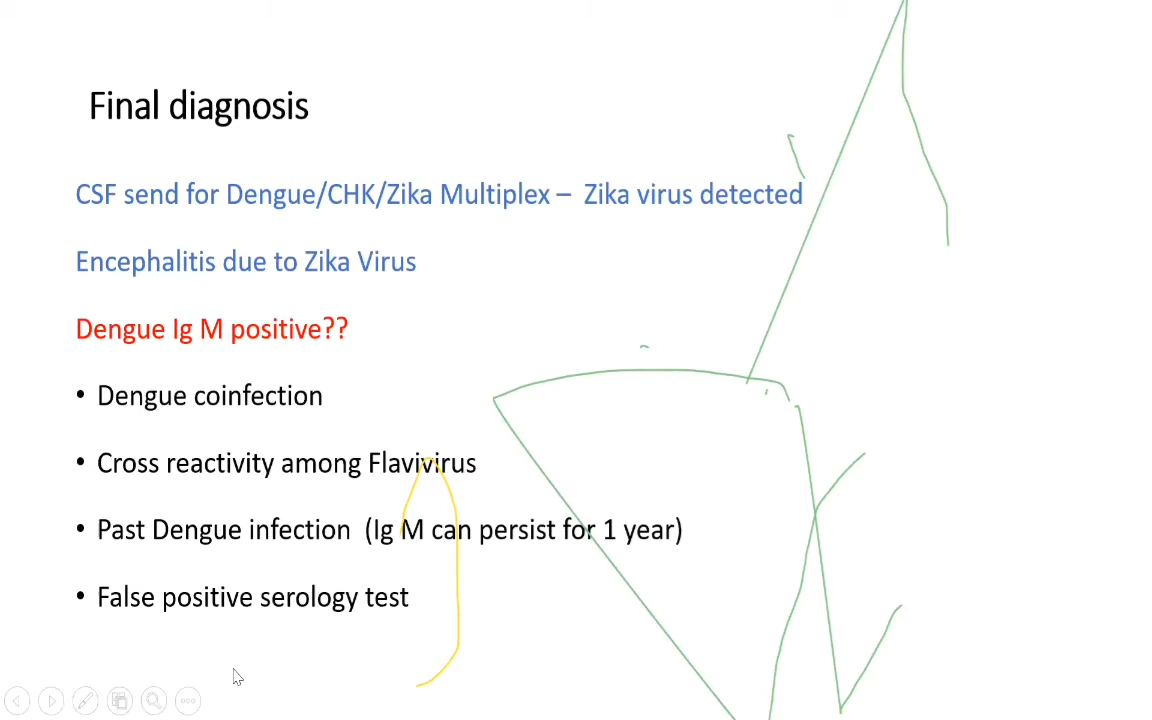 Final diagnosis
CSF send for Dengue/CHK/Zika Multiplex – Zika virus detected
Encephalitis due to Zika Virus
Dengue Ig M positive??
• Dengue coinfection
• Cross reactivity among Flavivirus
• Past Dengue infection (Ig M can persist for 1 year)
• False positive serology test